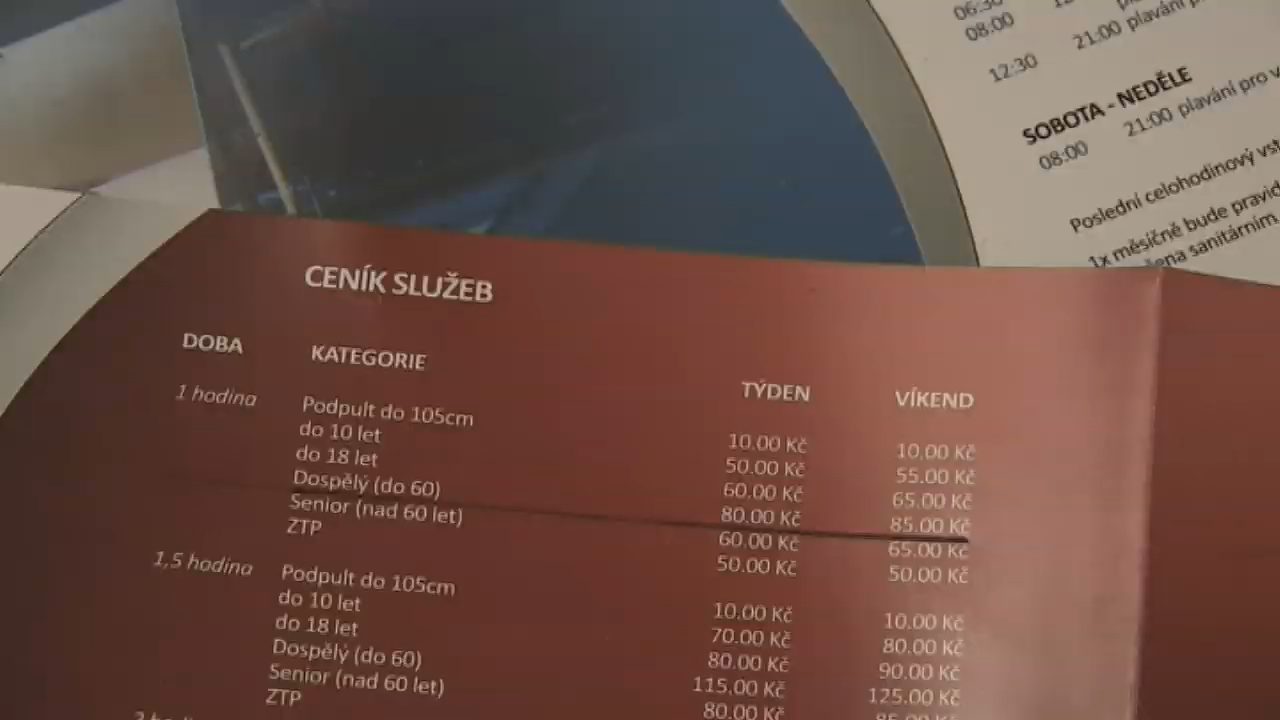 06:30
08:00
21:00 plavání
12:30
SOBOTA - NEDĚLE
08:00 21:00 plavání pro v
Poslední celohodinový vst
1x měsíčně bude pravid
ena sanitárním
CENÍK SLUŽEB
DOBA KATEGORIE TÝDEN VÍKEND
1 hodina Podpult do 105cm 10.00 Kč 10.00 Kč
do 10 let 50.00 Kč 55.00 Kč
do 18 let 60.00 Kč 65.00 Kč
Dospělý (do 60) 80.00 Kč 85.00 Kč
Senior (nad 60 let) 60.00 Kč 65.00 Kč
ZTP 50.00 Kč 50.00 Kč
1,5 hodina Podpult do 105cm 10.00 Kč 10.00 Kč
do 10 let 70.00 Kč 80.00 Kč
do 18 let 80.00 Kč 90.00 Kč
Dospělý (do 60) 115.00 Kč 125.00 Kč
Senior (nad 60 let) 80.00 Kč 85.00 Kč
ZTP